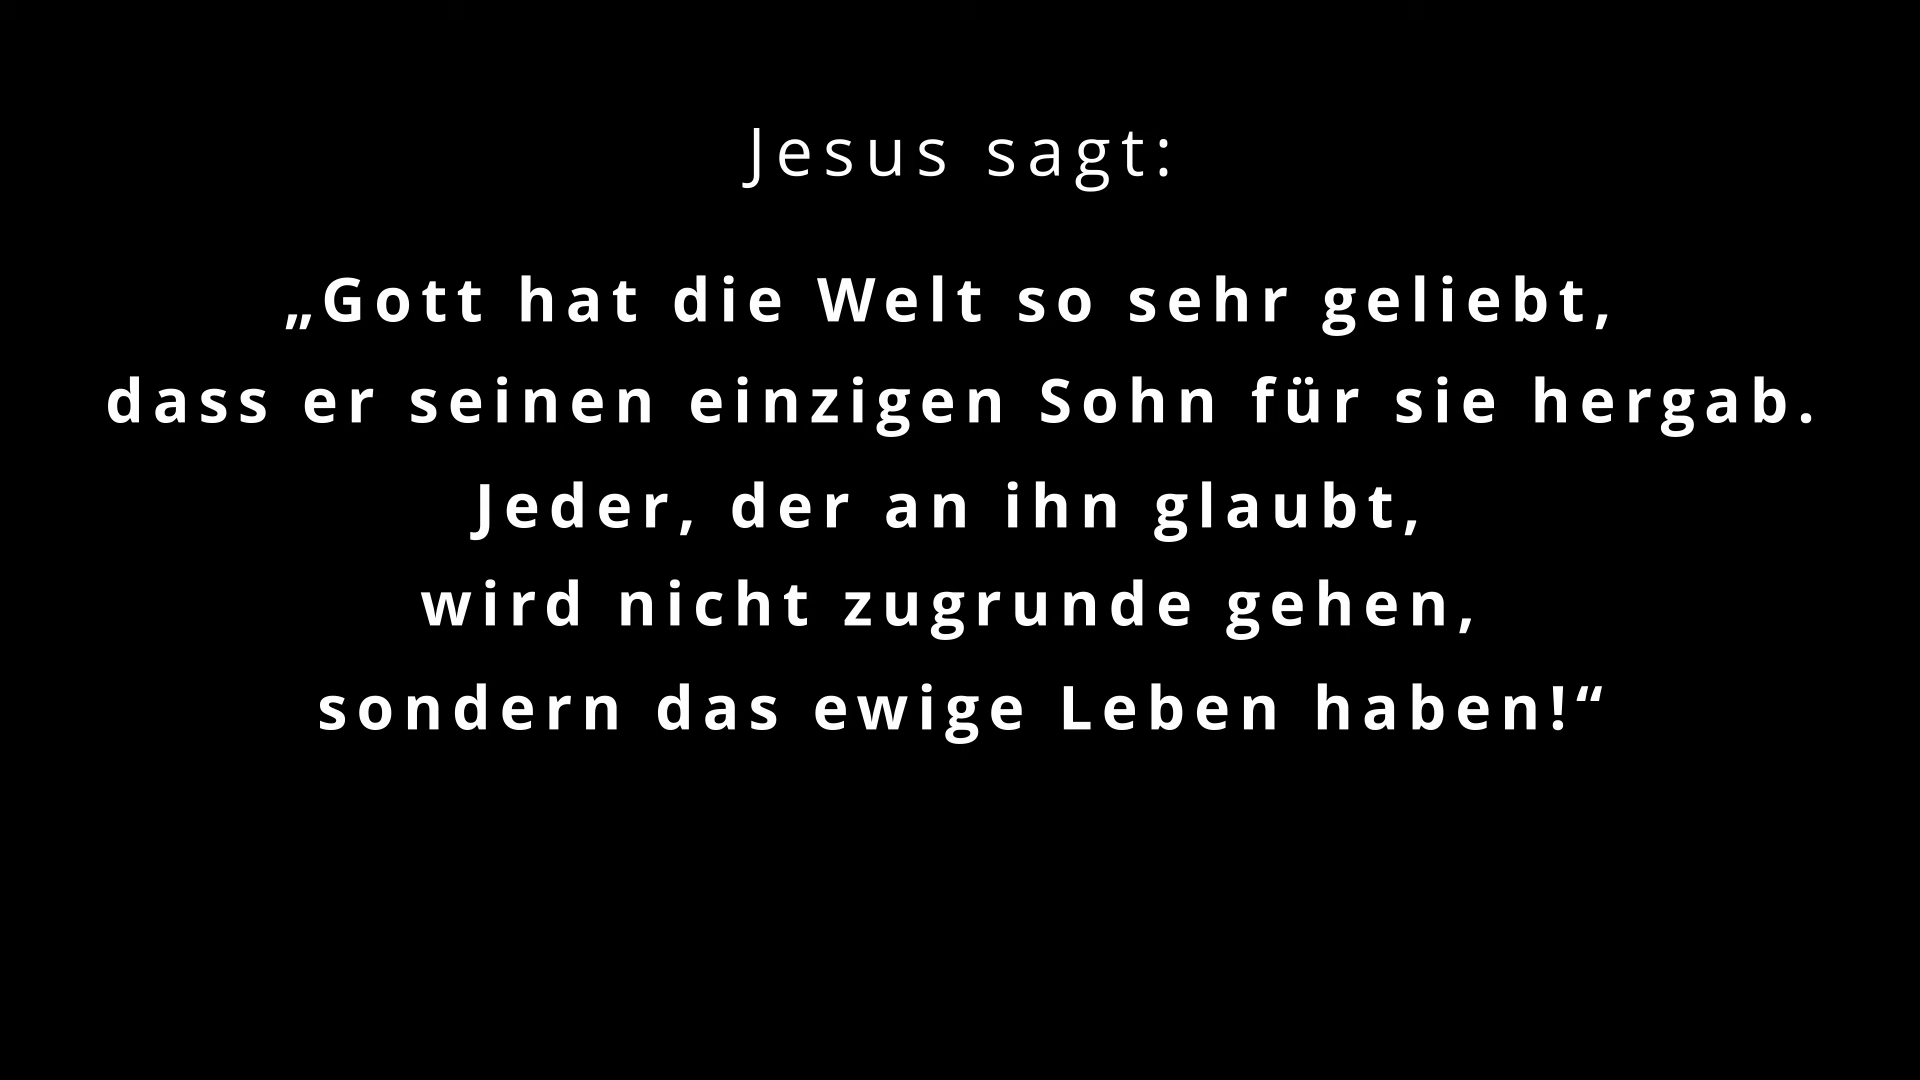 Jesus sagt:
„Gott hat die Welt so sehr geliebt,
dass er seinen einzigen Sohn für sie hergab.
Jeder, der an ihn glaubt,
wird nicht zugrunde gehen,
sondern das ewige Leben haben!“